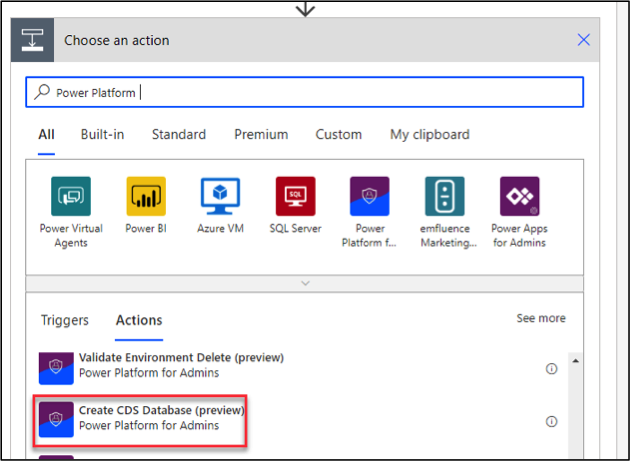 Choose an action
Power Platform
All Built-in Standard Premium Custom My clipboard
Power Virtual Agents
Power BI
Azure VM
SQL
SQL Server
Power Platform f...
emfluence Marketing...
Power Apps for Admins
Triggers Actions See more
Validate Environment Delete (preview)
Power Platform for Admins
Create CDS Database (preview)
Power Platform for Admins